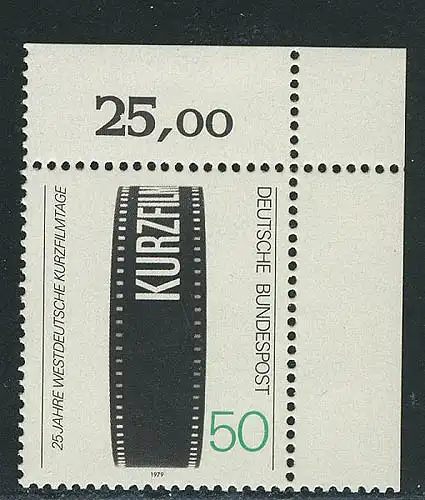 25,00
25 JAHRE WESTDEUTSCHE KURZFILMTAGE
KURZFILM
DEUTSCHE BUNDESPOST
50
1979